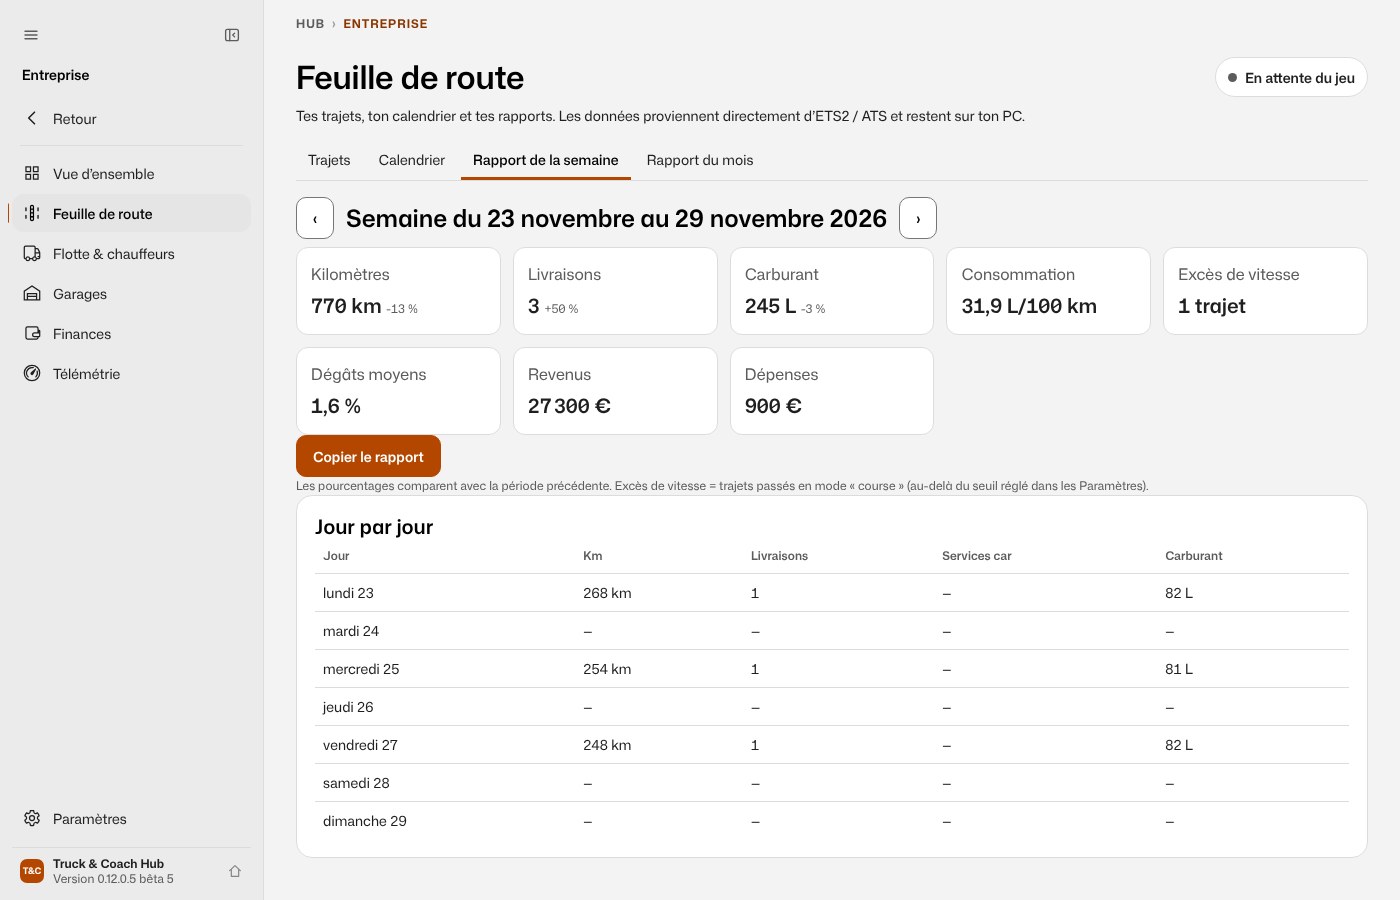 HUB › ENTREPRISE
Entreprise
Retour
Vue d’ensemble
Feuille de route
Flotte & chauffeurs
Garages
Finances
Télémétrie
Paramètres
T&C
Truck & Coach Hub
Version 0.12.0.5 bêta 5
Feuille de route
En attente du jeu
Tes trajets, ton calendrier et tes rapports. Les données proviennent directement d’ETS2 / ATS et restent sur ton PC.
Trajets Calendrier Rapport de la semaine Rapport du mois
‹ Semaine du 23 novembre au 29 novembre 2026 ›
Kilomètres
770 km -13 %
Livraisons
3 +50 %
Carburant
245 L -3 %
Consommation
31,9 L/100 km
Excès de vitesse
1 trajet
Dégâts moyens
1,6 %
Revenus
27 300 €
Dépenses
900 €
Copier le rapport
Les pourcentages comparent avec la période précédente. Excès de vitesse = trajets passés en mode « course » (au-delà du seuil réglé dans les Paramètres).
Jour par jour
Jour Km Livraisons Services car Carburant
lundi 23 268 km 1 – 82 L
mardi 24 – – – –
mercredi 25 254 km 1 – 81 L
jeudi 26 – – – –
vendredi 27 248 km 1 – 82 L
samedi 28 – – – –
dimanche 29 – – – –